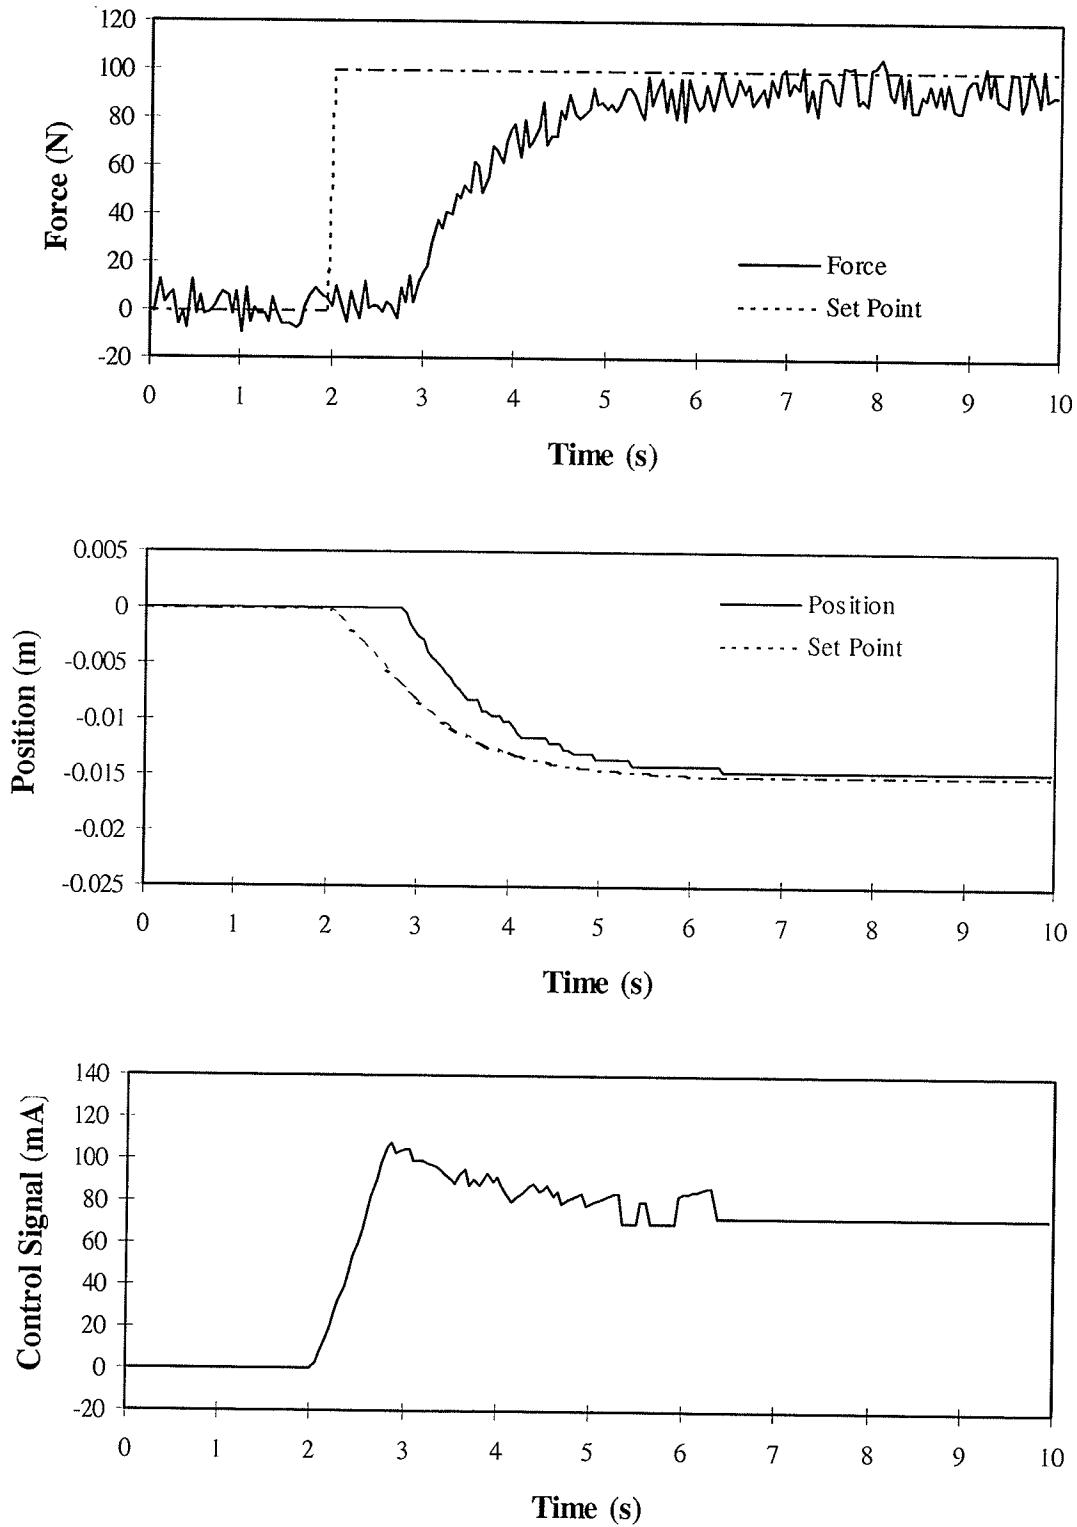 120
100
80
60
40
20
0
-20
Force (N)
Force
Set Point
0 1 2 3 4 5 6 7 8 9 10
Time (s)
0.005
0
-0.005
-0.01
-0.015
-0.02
-0.025
Position (m)
Position
Set Point
0 1 2 3 4 5 6 7 8 9 10
Time (s)
140
120
100
80
60
40
20
0
-20
Control Signal (mA)
0 1 2 3 4 5 6 7 8 9 10
Time (s)